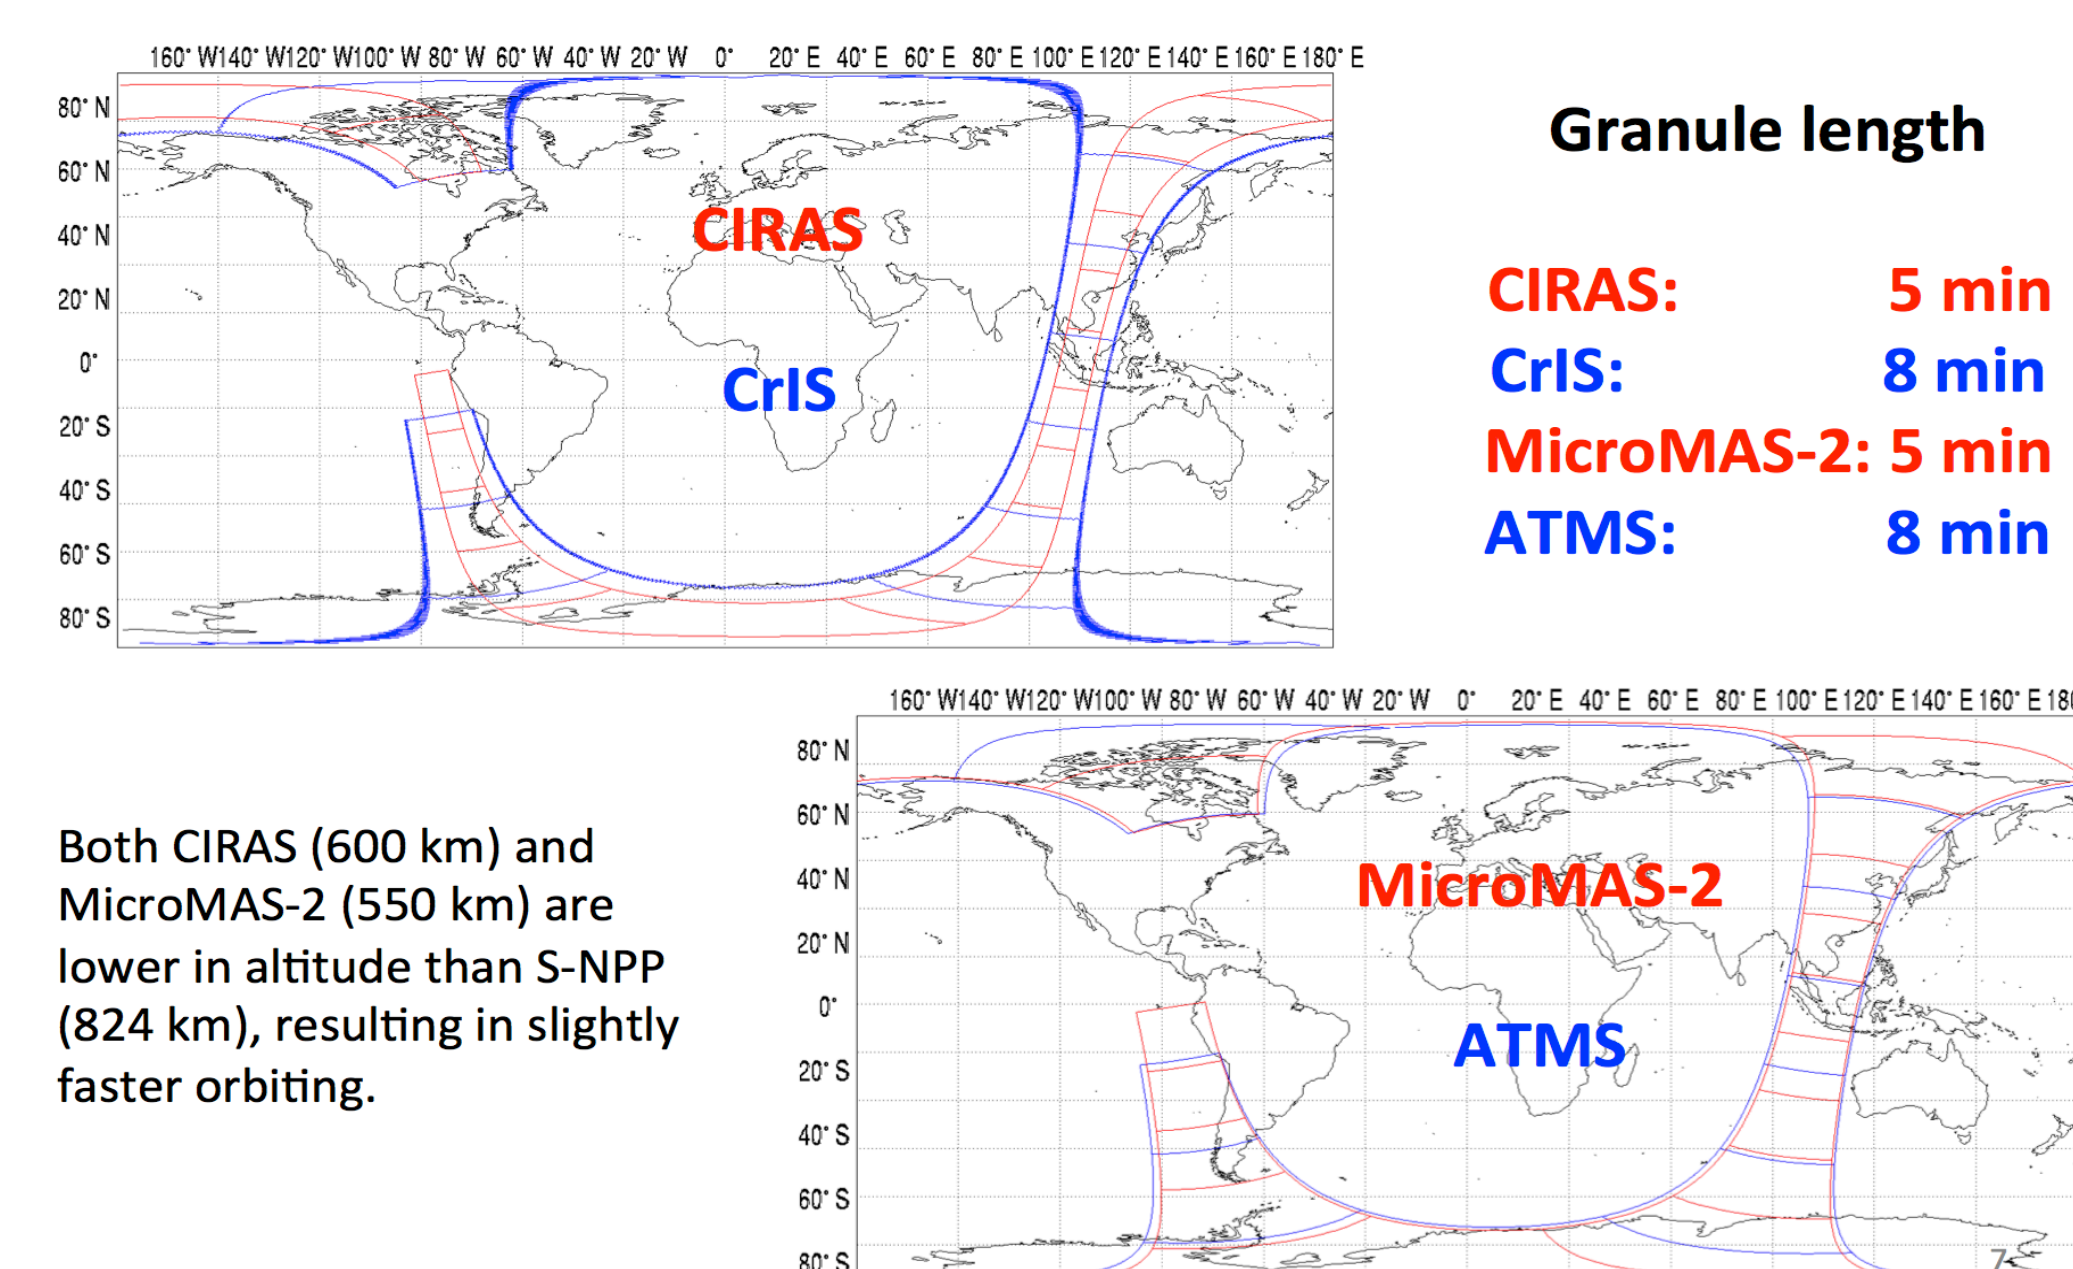 160° W140° W120° W100° W 80° W 60° W 40° W 20° W 0° 20° E 40° E 60° E 80° E 100° E 120° E 140° E 160° E 180° E
80° N
60° N
40° N
20° N
0°
20° S
40° S
60° S
80° S
CIRAS
CrIS
Granule length
CIRAS: 5 min
CrIS: 8 min
MicroMAS-2: 5 min
ATMS: 8 min
Both CIRAS (600 km) and
MicroMAS-2 (550 km) are
lower in altitude than S-NPP
(824 km), resulting in slightly
faster orbiting.
160° W140° W120° W100° W 80° W 60° W 40° W 20° W 0° 20° E 40° E 60° E 80° E 100° E 120° E 140° E 160° E 180
80° N
60° N
40° N
20° N
0°
20° S
40° S
60° S
80° S
MicroMAS-2
ATMS
7